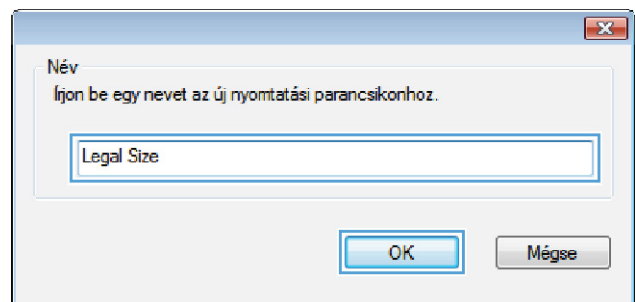 Név
Írjon be egy nevet az új nyomtatási parancsikonhoz.
Legal Size
OK
Mégse